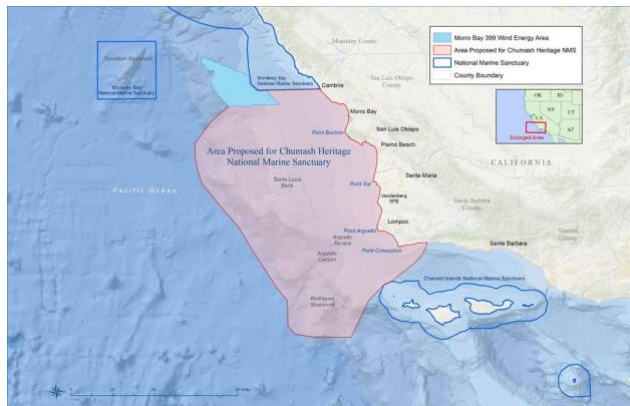 Morro Bay 399 Wind Energy Area
Area Proposed for Chumash Heritage NMS
National Marine Sanctuary
County Boundary
OR
ID
NV
UT
CA
AZ
Enlarged Area
Monterey County
Davidson Seamount
Monterey Bay
National Marine Sanctuary
Monterey Bay
National Marine Sanctuary
Cambria
San Luis Obispo
County
Morro Bay
Point Buchon
San Luis Obispo
Pismo Beach
CALIFORNIA
Area Proposed for Chumash Heritage
National Marine Sanctuary
Pacific Ocean
Santa Lucia
Bank
Point Sal
Santa Maria
Vandenberg
SFB
Santa Barbara
County
Lompoc
Point Arguello
Arguello
Canyon
Point Conception
Santa Barbara
Ventura
County
Channel Islands National Marine Sanctuary
Rodriguez
Seamount